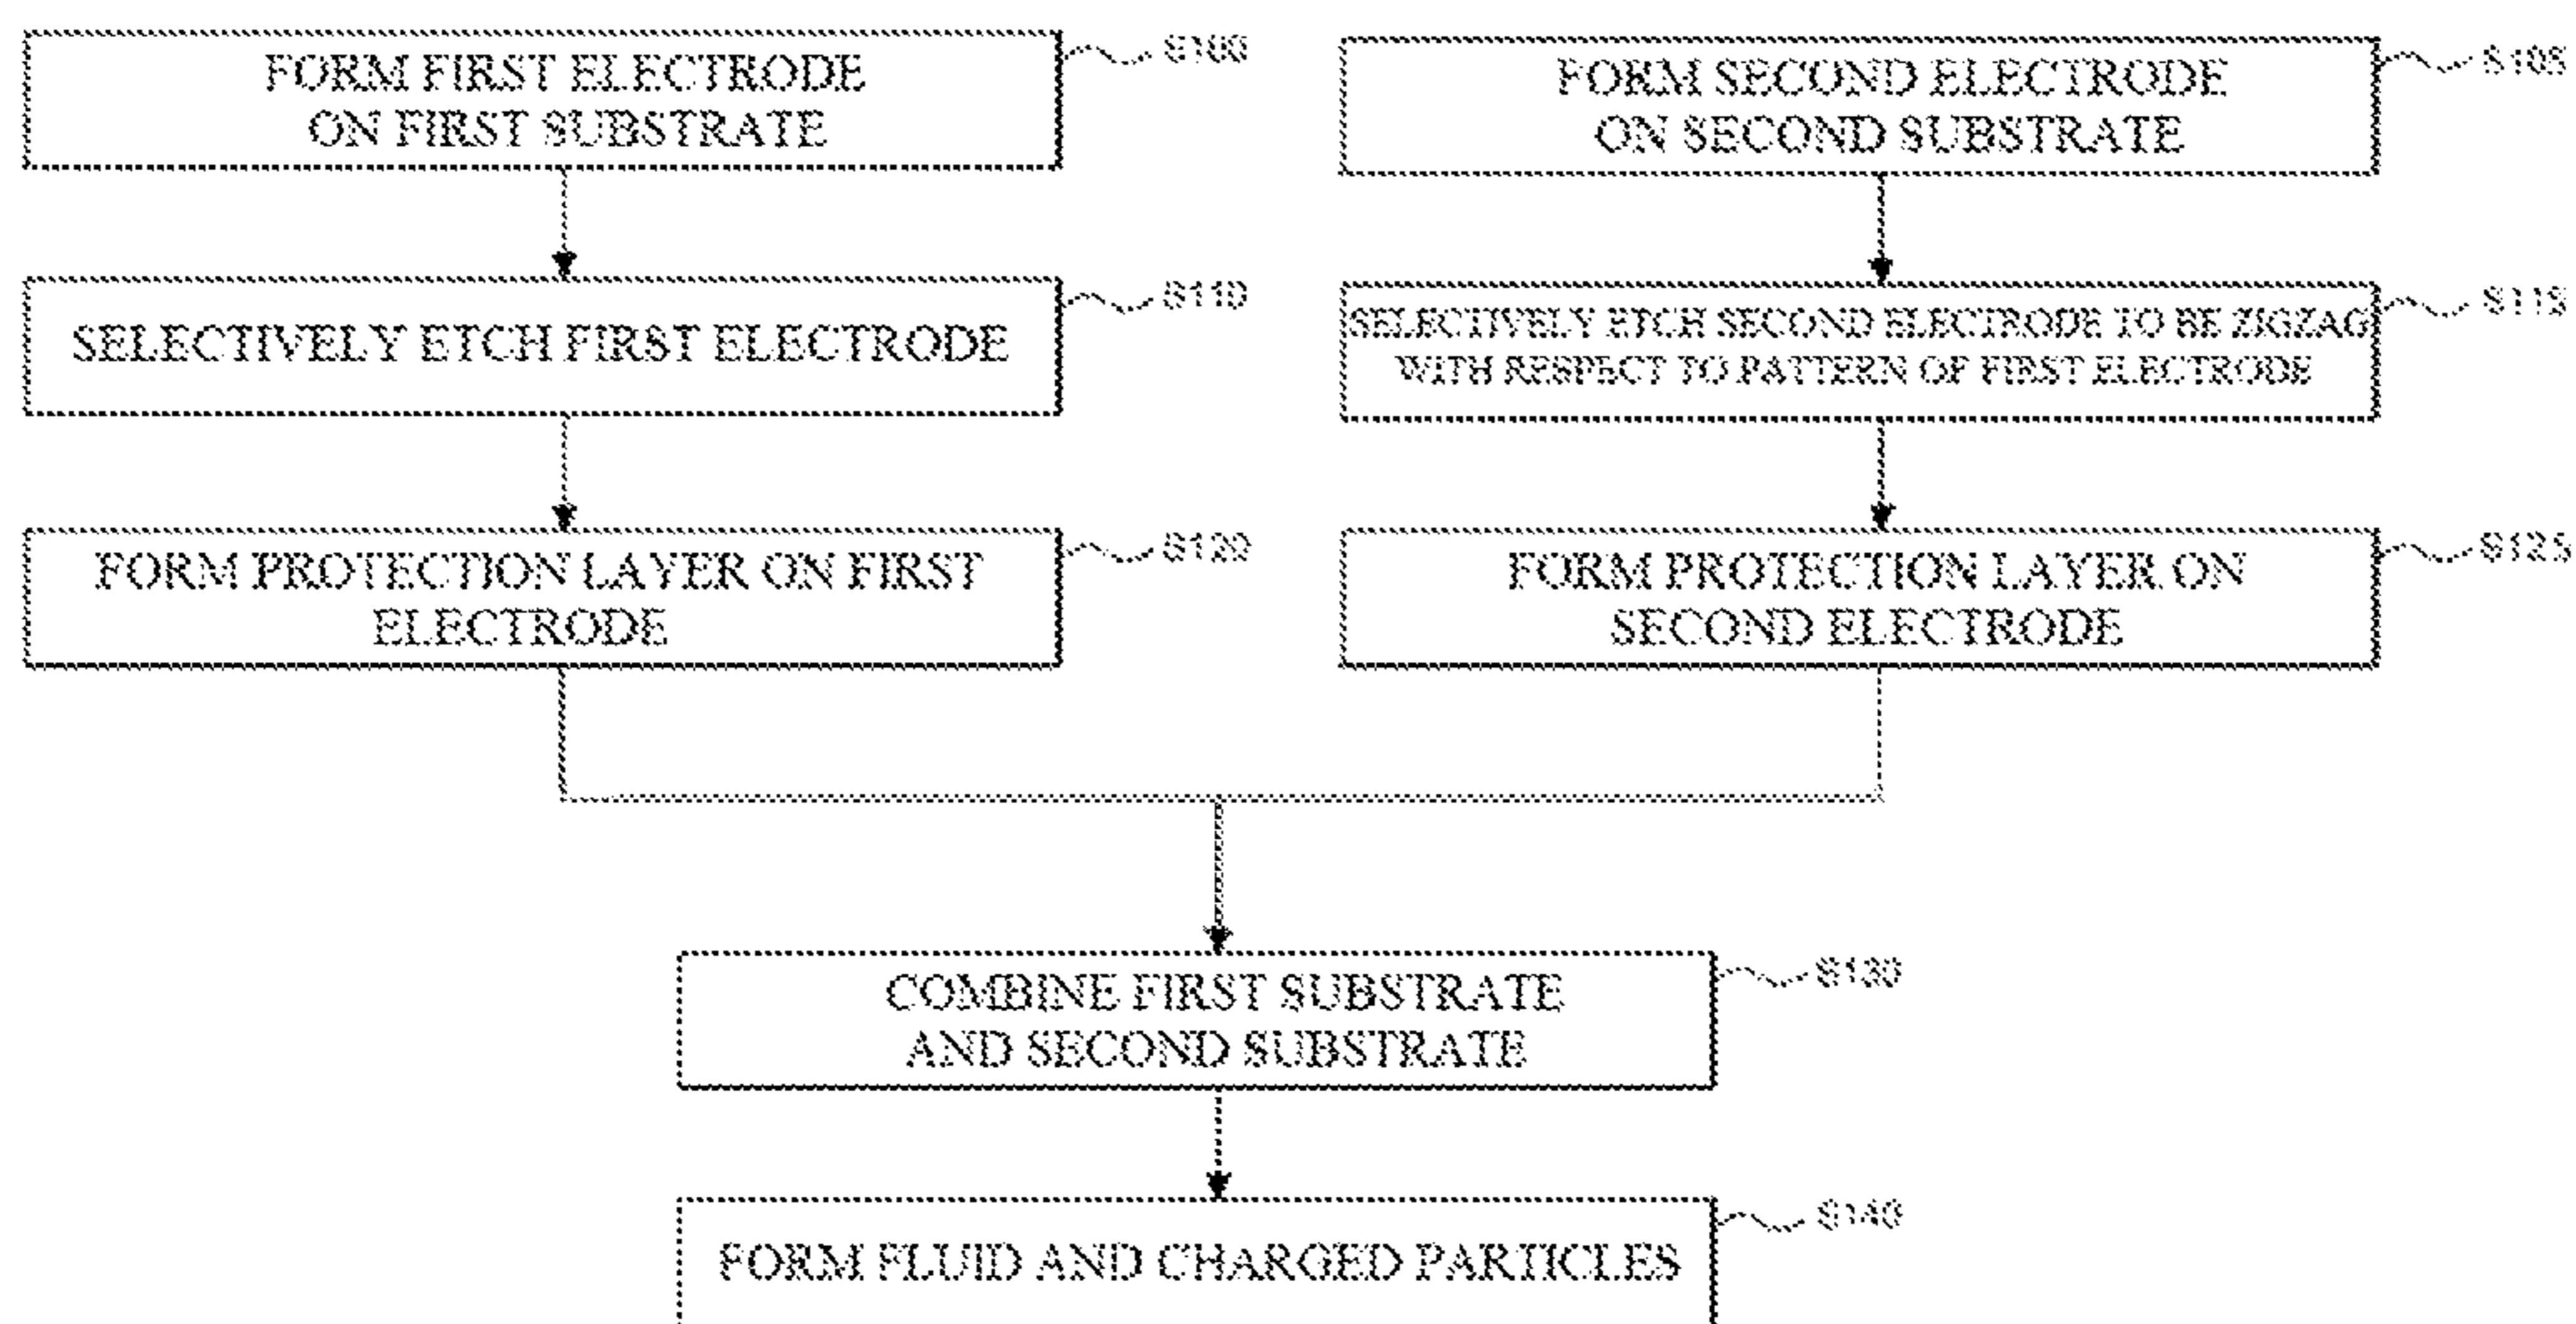 FORM FIRST ELECTRODE
ON FIRST SUBSTRATE
S100
FORM SECOND ELECTRODE
ON SECOND SUBSTRATE
S105
SELECTIVELY ETCH FIRST ELECTRODE
S110
SELECTIVELY ETCH SECOND ELECTRODE TO BE ZIGZAG
WITH RESPECT TO PATTERN OF FIRST ELECTRODE
S115
FORM PROTECTION LAYER ON FIRST
ELECTRODE
S120
FORM PROTECTION LAYER ON
SECOND ELECTRODE
S125
COMBINE FIRST SUBSTRATE
AND SECOND SUBSTRATE
S130
FORM FLUID AND CHARGED PARTICLES
S140